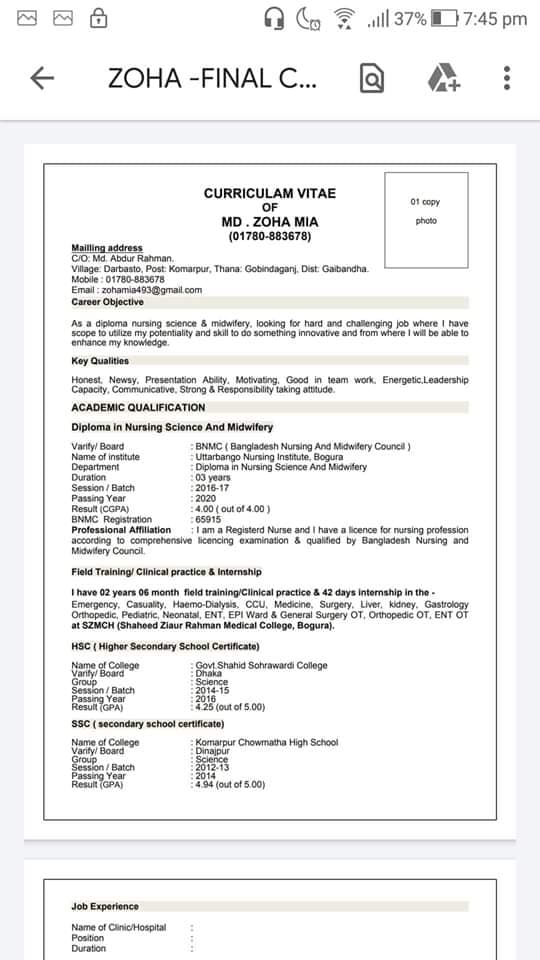 37% 7:45 pm
ZOHA -FINAL C...
CURRICULAM VITAE
OF
MD . ZOHA MIA
(01780-883678)
01 copy
photo
Mailling address
C/O: Md. Abdur Rahman.
Village: Darbasto, Post: Komarpur, Thana: Gobindaganj, Dist: Gaibandha.
Mobile : 01780-883678
Email : zohamia493@gmail.com
Career Objective
As a diploma nursing science & midwifery, looking for hard and challenging job where I have
scope to utilize my potentiality and skill to do something innovative and from where I will be able to
enhance my knowledge.
Key Qualities
Honest, Newsy, Presentation Ability, Motivating, Good in team work, Energetic,Leadership
Capacity, Communicative, Strong & Responsibility taking attitude.
ACADEMIC QUALIFICATION
Diploma in Nursing Science And Midwifery
Varify/ Board : BNMC ( Bangladesh Nursing And Midwifery Council )
Name of institute : Uttarbango Nursing Institute, Bogura
Department : Diploma in Nursing Science And Midwifery
Duration : 03 years
Session / Batch : 2016-17
Passing Year : 2020
Result (CGPA) : 4.00 ( out of 4.00 )
BNMC Registration : 65915
Professional Affiliation : I am a Registerd Nurse and I have a licence for nursing profession
according to comprehensive licencing examination & qualified by Bangladesh Nursing and
Midwifery Council.
Field Training/ Clinical practice & Internship
I have 02 years 06 month field training/Clinical practice & 42 days internship in the -
Emergency, Casuality, Haemo-Dialysis, CCU, Medicine, Surgery, Liver, kidney, Gastrology
Orthopedic, Pediatric, Neonatal, ENT, EPI Ward & General Surgery OT, Orthopedic OT, ENT OT
at SZMCH (Shaheed Ziaur Rahman Medical College, Bogura).
HSC ( Higher Secondary School Certificate)
Name of College : Govt.Shahid Sohrawardi College
Varify/ Board : Dhaka
Group : Science
Session / Batch : 2014-15
Passing Year : 2016
Result (GPA) : 4.25 (out of 5.00)
SSC ( secondary school certificate)
Name of College : Komarpur Chowmatha High School
Varify/ Board : Dinajpur
Group : Science
Session / Batch : 2012-13
Passing Year : 2014
Result (GPA) : 4.94 (out of 5.00)
Job Experience
Name of Clinic/Hospital :
Position :
Duration :